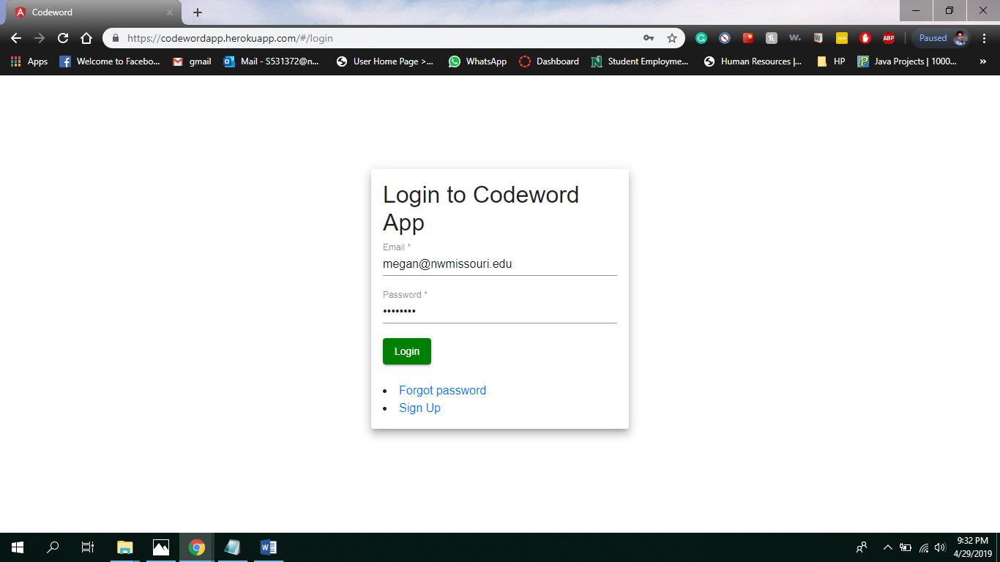 Codeword
https://codewordapp.herokuapp.com/#/login
Paused
Apps
Welcome to Facebo...
gmail
Mail - S531372@n...
User Home Page >...
WhatsApp
Dashboard
Student Employme...
Human Resources |...
HP
Java Projects | 1000...
»
Login to Codeword
App
Email *
megan@nwmissouri.edu
Password *
••••••••
Login
Forgot password
Sign Up
9:32 PM
4/29/2019